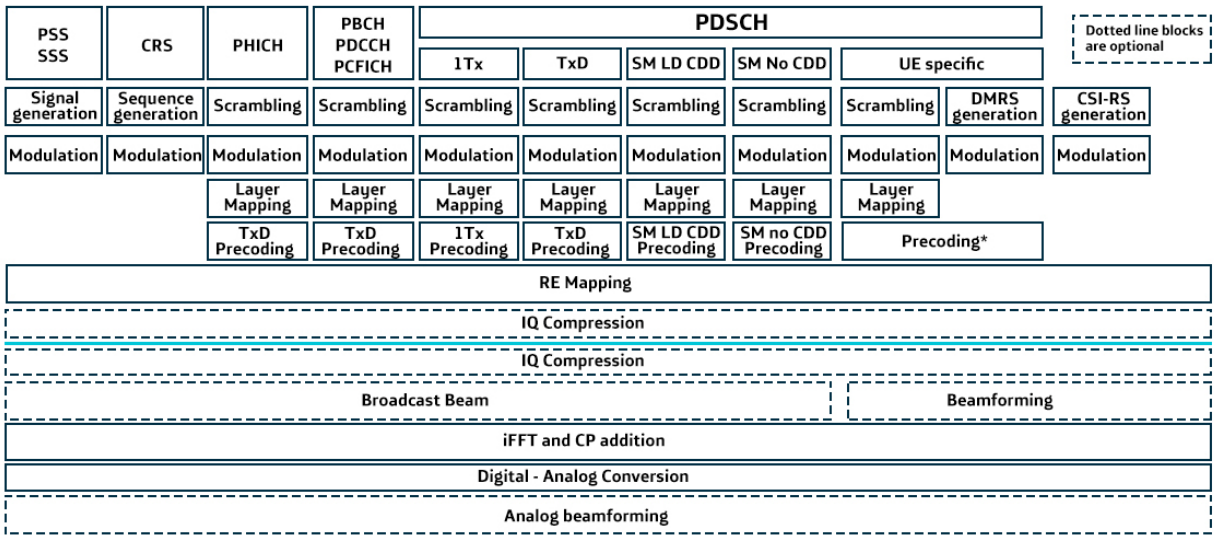 PSS
SSS
CRS
PHICH
PBCH
PDCCH
PCFICH
PDSCH
Dotted line blocks
are optional
1Tx
TxD
SM LD CDD
SM No CDD
UE specific
Signal
generation
Sequence
generation
Scrambling
Scrambling
Scrambling
Scrambling
Scrambling
Scrambling
Scrambling
DMRS
generation
CSI-RS
generation
Modulation
Modulation
Modulation
Modulation
Modulation
Modulation
Modulation
Modulation
Modulation
Modulation
Modulation
Layer
Mapping
Layer
Mapping
Layer
Mapping
Layer
Mapping
Layer
Mapping
Layer
Mapping
Layer
Mapping
TxD
Precoding
TxD
Precoding
1Tx
Precoding
TxD
Precoding
SM LD CDD
Precoding
SM no CDD
Precoding
Precoding*
RE Mapping
IQ Compression
IQ Compression
Broadcast Beam
Beamforming
iFFT and CP addition
Digital - Analog Conversion
Analog beamforming